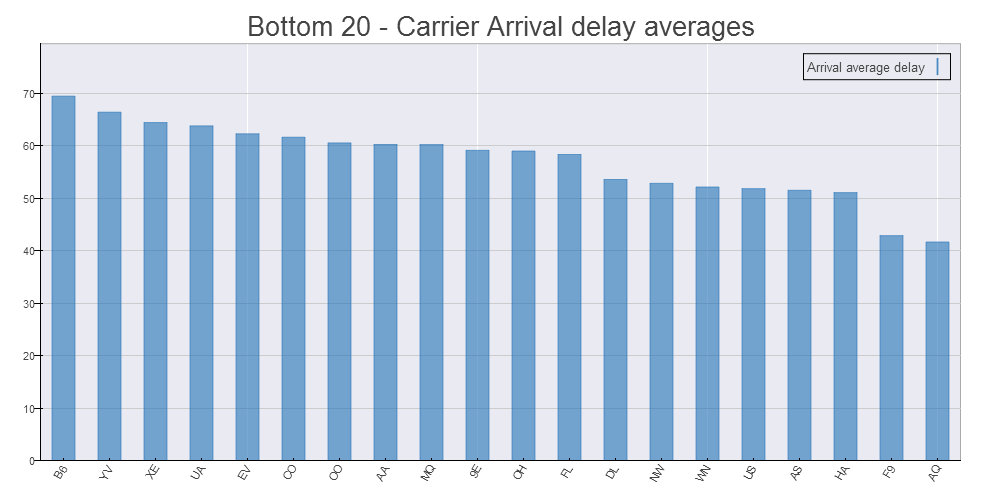 Bottom 20 - Carrier Arrival delay averages
Arrival average delay
70
60
50
40
30
20
10
0
B6 YV XE UA EV CO OO AA MQ 9E OH FL DL NW WN US AS HA F9 AQ